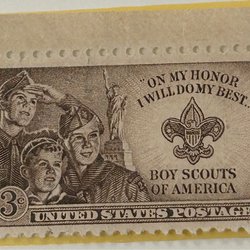 "ON MY HONOR
I WILL DO MY BEST
BOY SCOUTS
OF AMERICA
3¢
UNITED STATES POSTAGE